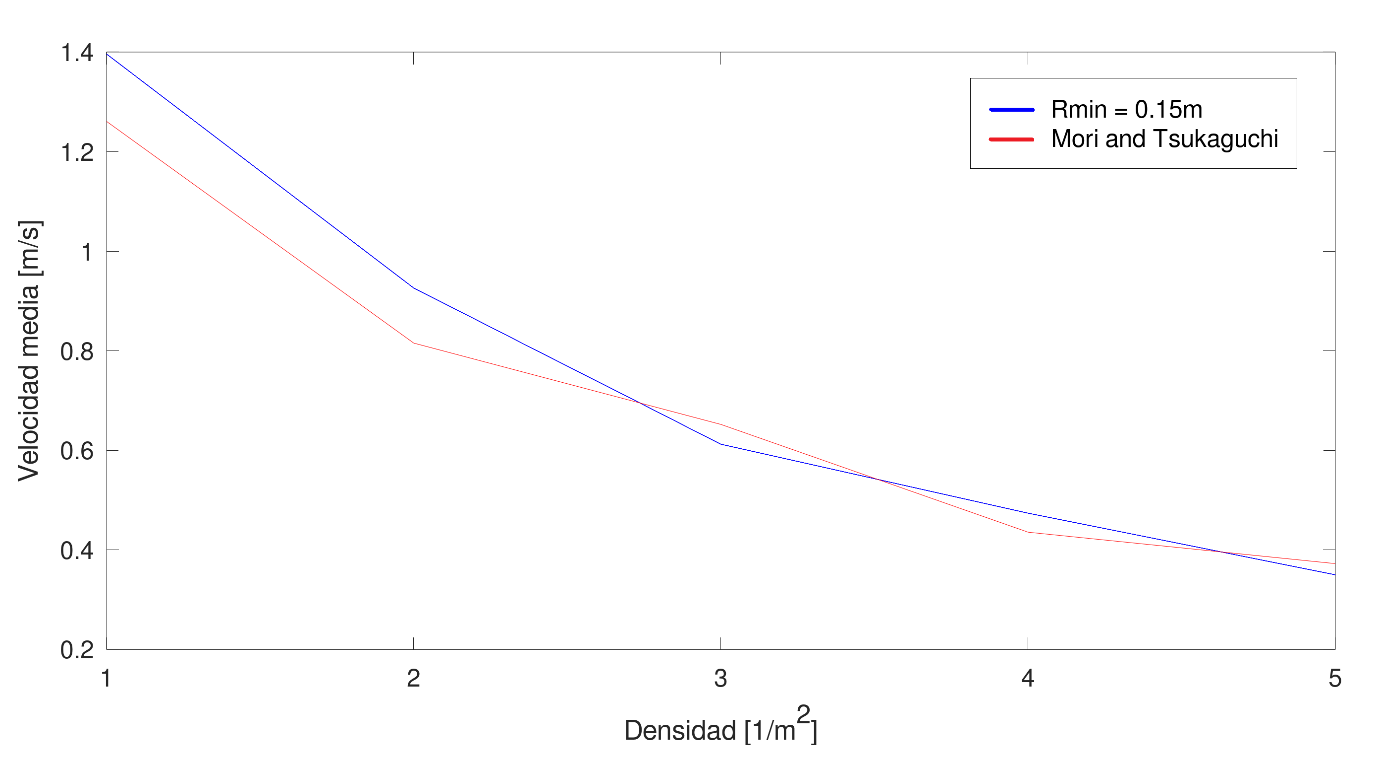 1.4
1.2
1
0.8
0.6
0.4
0.2
Velocidad media [m/s]
Rmin = 0.15m
Mori and Tsukaguchi
1 2 3 4 5
Densidad [1/m²]